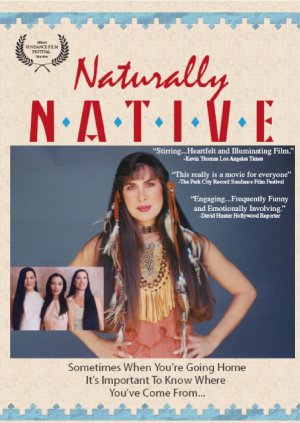 Official
SUNDANCE FILM
FESTIVAL
Naturally
N•A•T•I•V•E
"Stirring...Heartfelt and Illuminating Film."
-Kevin Thomas Los Angeles Times
"This really is a movie for everyone"
-The Park City Record Sundance Film Festival
"Engaging...Frequently Funny
and Emotionally Involving."
-David Hunter Hollywood Reporter
Sometimes When You're Going Home
It's Important To Know Where
You've Come From...